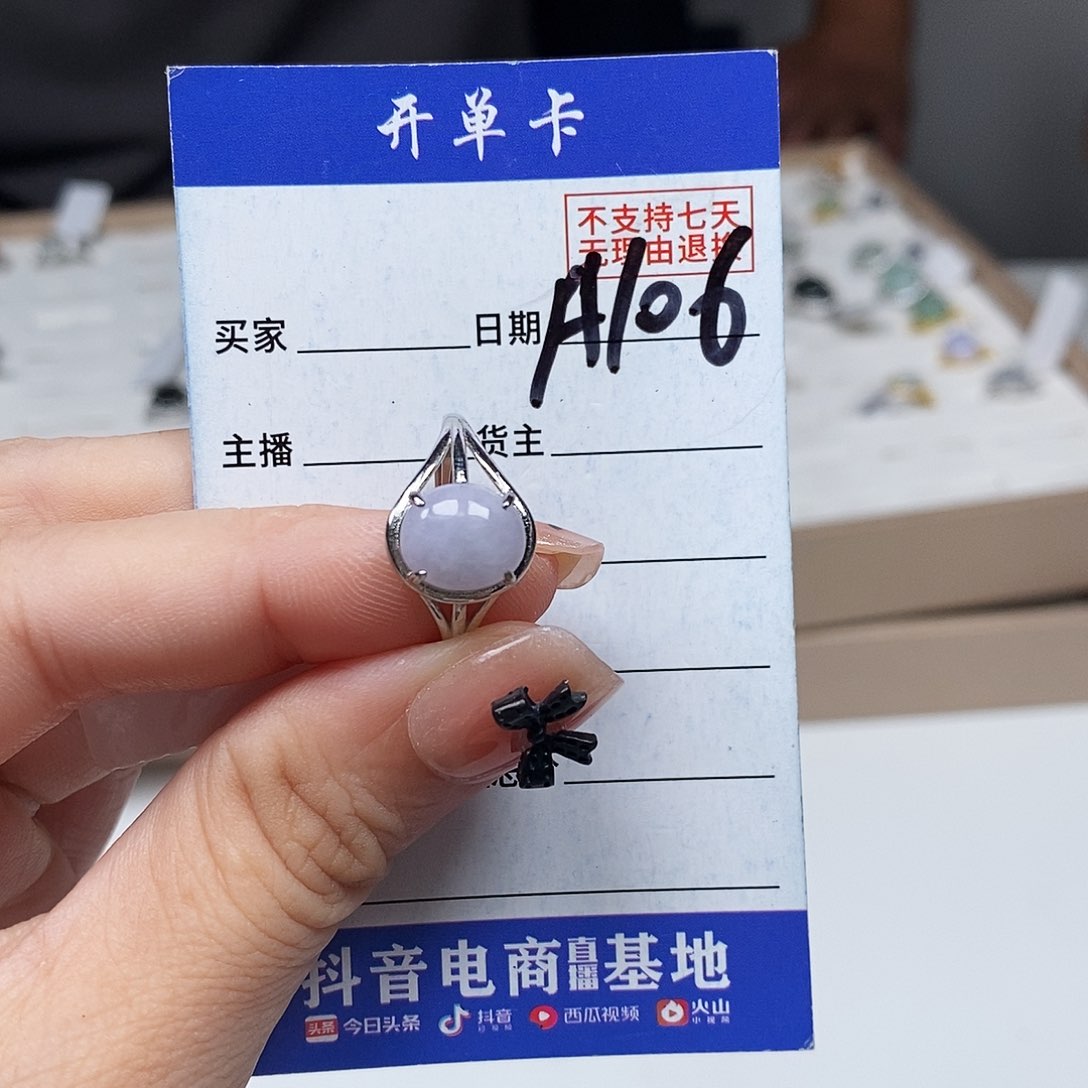 开单卡
不支持七天
无理由退换
A106
买家 日期
主播 货主
抖音电商直播基地
头条 今日头条 抖音 西瓜视频 火山